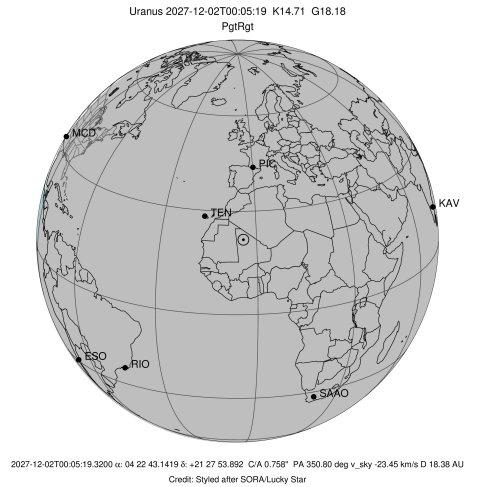 Uranus 2027-12-02T00:05:19 K14.71 G18.18
PgtRgt
MCD
PIC
KAV
TEN
ESO
RIO
SAAO
2027-12-02T00:05:19.3200 α: 04 22 43.1419 δ: +21 27 53.892 C/A 0.758" PA 350.80 deg v_sky -23.45 km/s D 18.38 AU
Credit: Styled after SORA/Lucky Star